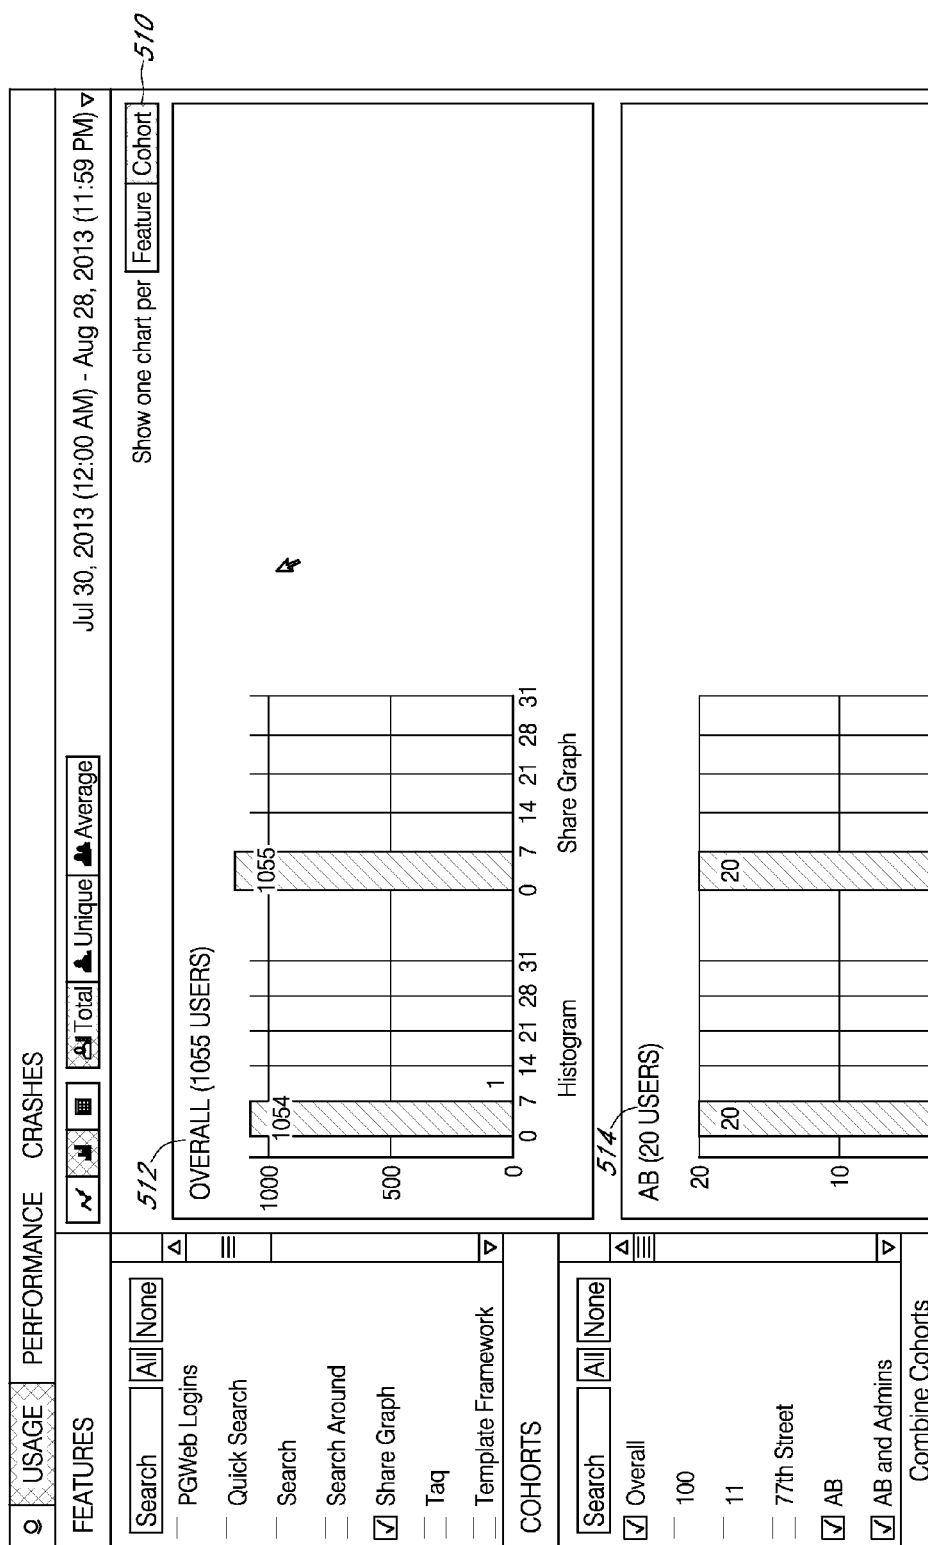 USAGE PERFORMANCE CRASHES
FEATURES
Total Unique Average
Jul 30, 2013 (12:00 AM) - Aug 28, 2013 (11:59 PM)
Search All None
PGWeb Logins
Quick Search
Search
Search Around
Share Graph
Taq
Template Framework
COHORTS
Search All None
Overall
100
11
77th Street
AB
AB and Admins
Combine Cohorts
Show one chart per Feature Cohort
510
512
OVERALL (1055 USERS)
1000
500
0
1054
1
1055
0 7 14 21 28 31 0 7 14 21 28 31
Histogram Share Graph
514
AB (20 USERS)
20
10
20
20